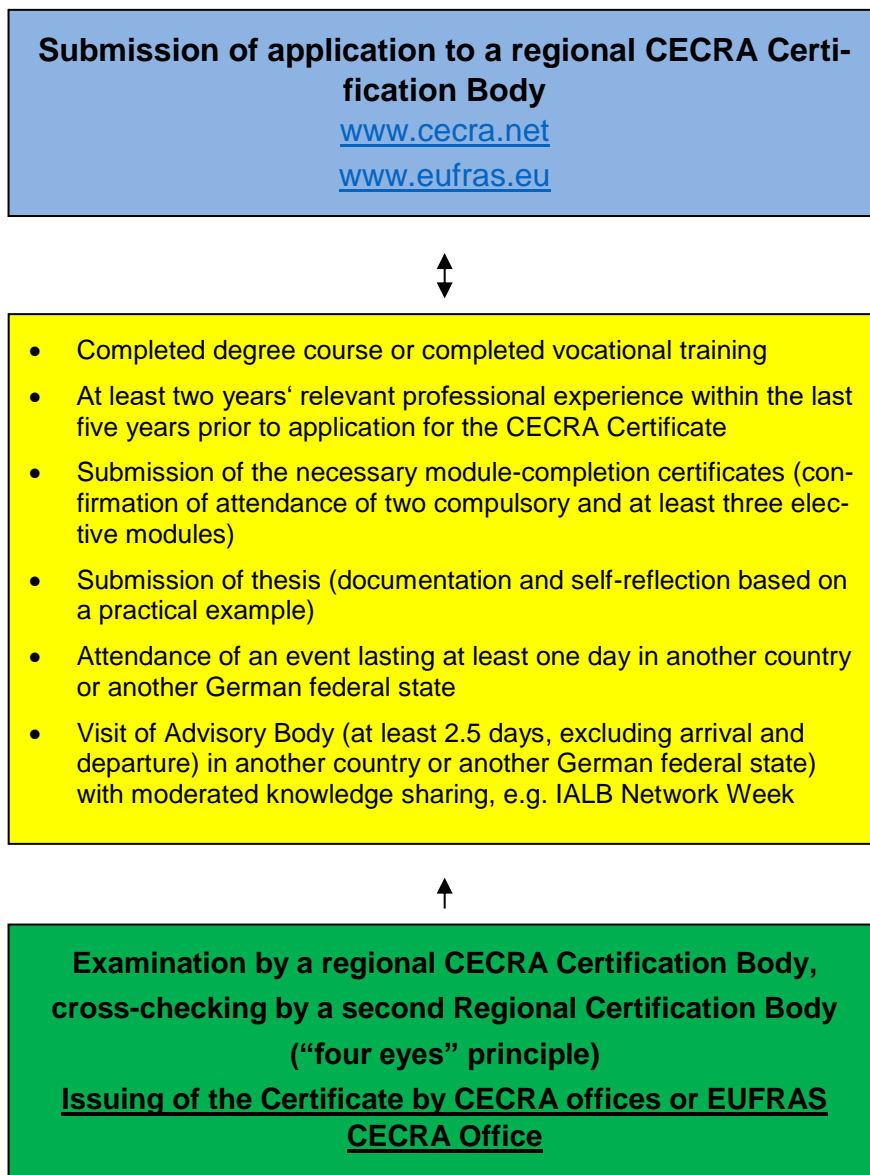 Submission of application to a regional CECRA Certi-
fication Body
www.cecra.net
www.eufras.eu
• Completed degree course or completed vocational training
• At least two years‘ relevant professional experience within the last
five years prior to application for the CECRA Certificate
• Submission of the necessary module-completion certificates (con-
firmation of attendance of two compulsory and at least three elec-
tive modules)
• Submission of thesis (documentation and self-reflection based on
a practical example)
• Attendance of an event lasting at least one day in another country
or another German federal state
• Visit of Advisory Body (at least 2.5 days, excluding arrival and
departure) in another country or another German federal state)
with moderated knowledge sharing, e.g. IALB Network Week
Examination by a regional CECRA Certification Body,
cross-checking by a second Regional Certification Body
(“four eyes” principle)
Issuing of the Certificate by CECRA offices or EUFRAS
CECRA Office